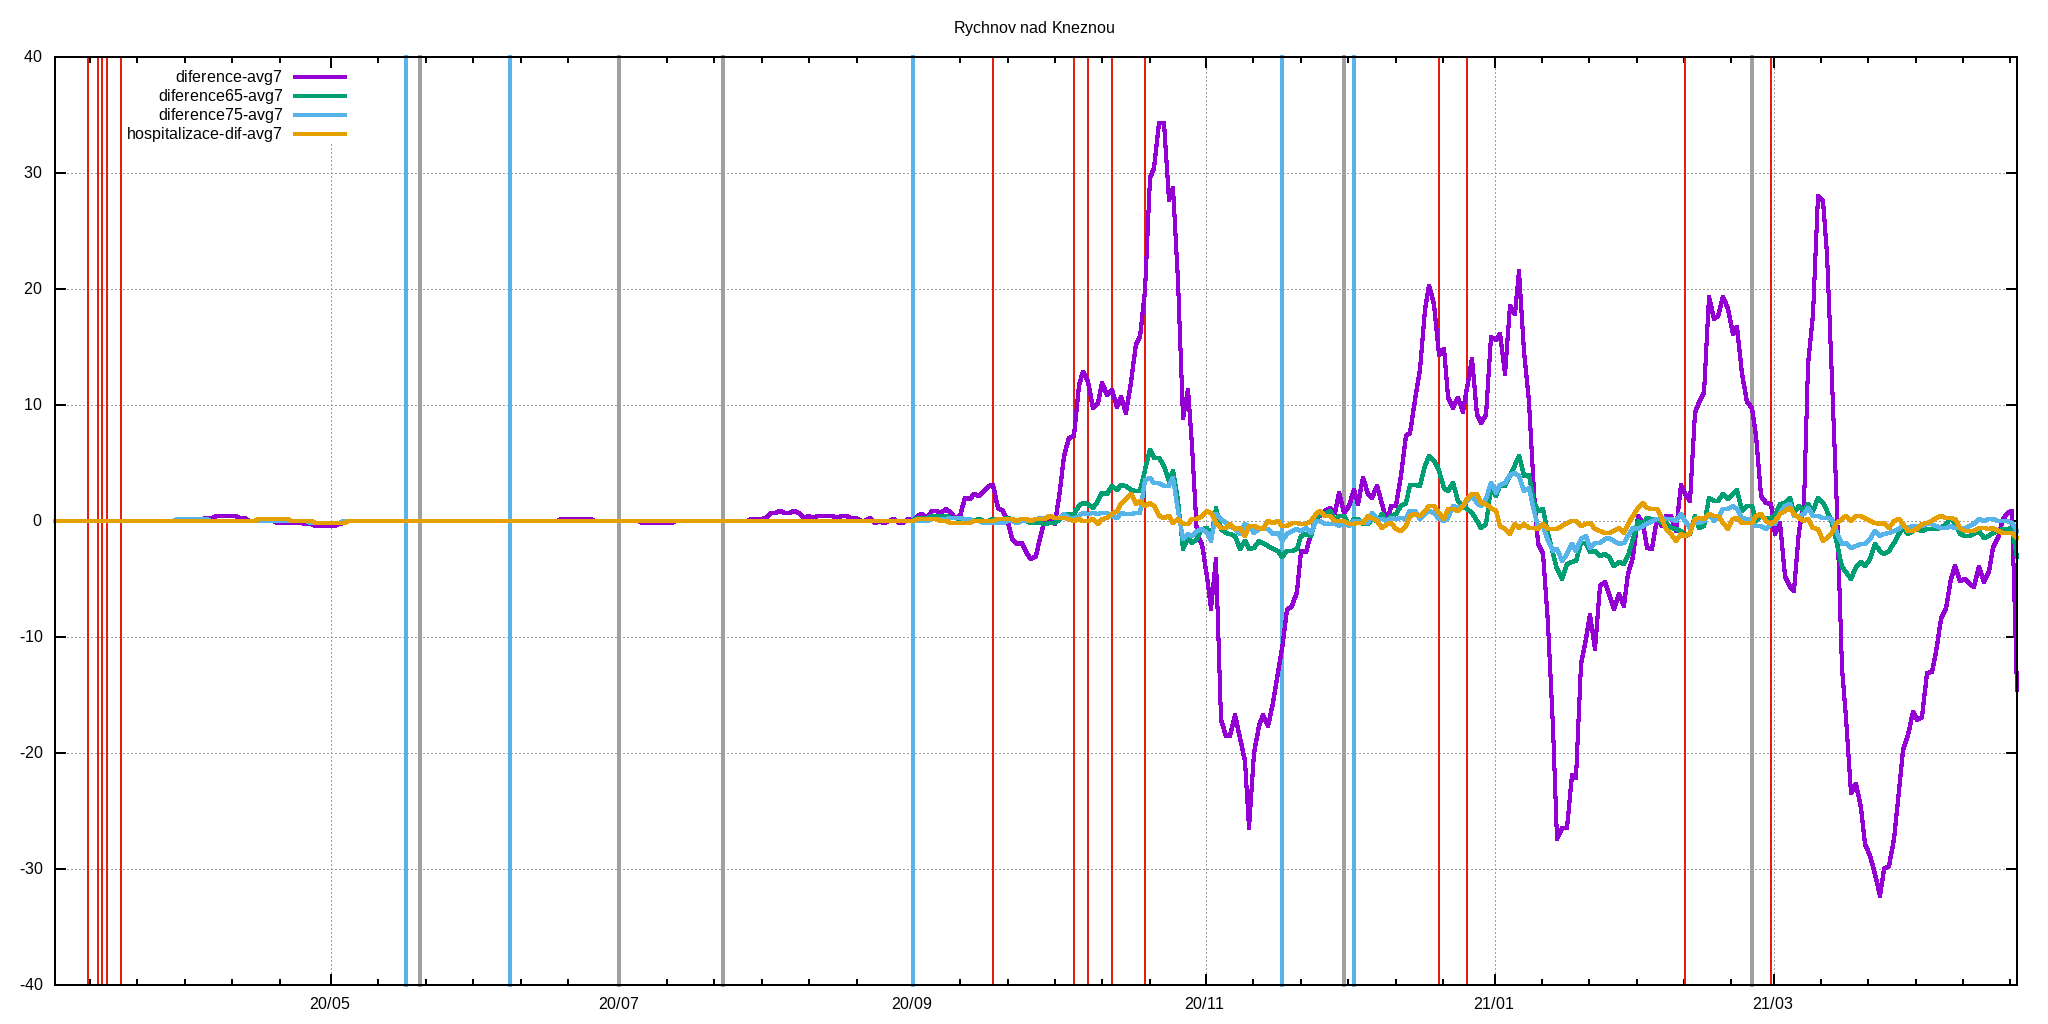 Rychnov nad Kneznou
40
diference-avg7
diference65-avg7
diference75-avg7
hospitalizace-dif-avg7
30
20
10
0
-10
-20
-30
-40
20/05 20/07 20/09 20/11 21/01 21/03